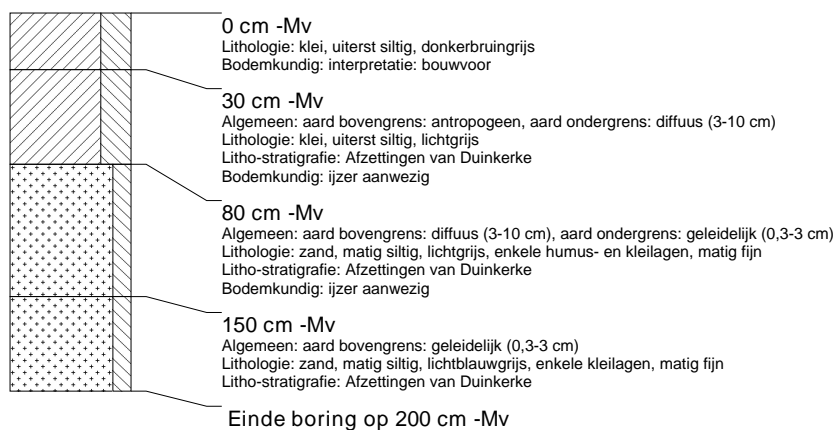 0 cm -Mv
Lithologie: klei, uiterst siltig, donkerbruingrijs
Bodemkundig: interpretatie: bouwvoor
30 cm -Mv
Algemeen: aard bovengrens: antropogeen, aard ondergrens: diffuus (3-10 cm)
Lithologie: klei, uiterst siltig, lichtgrijs
Litho-stratigrafie: Afzettingen van Duinkerke
Bodemkundig: ijzer aanwezig
80 cm -Mv
Algemeen: aard bovengrens: diffuus (3-10 cm), aard ondergrens: geleidelijk (0,3-3 cm)
Lithologie: zand, matig siltig, lichtgrijs, enkele humus- en kleilagen, matig fijn
Litho-stratigrafie: Afzettingen van Duinkerke
Bodemkundig: ijzer aanwezig
150 cm -Mv
Algemeen: aard bovengrens: geleidelijk (0,3-3 cm)
Lithologie: zand, matig siltig, lichtblauwgrijs, enkele kleilagen, matig fijn
Litho-stratigrafie: Afzettingen van Duinkerke
Einde boring op 200 cm -Mv